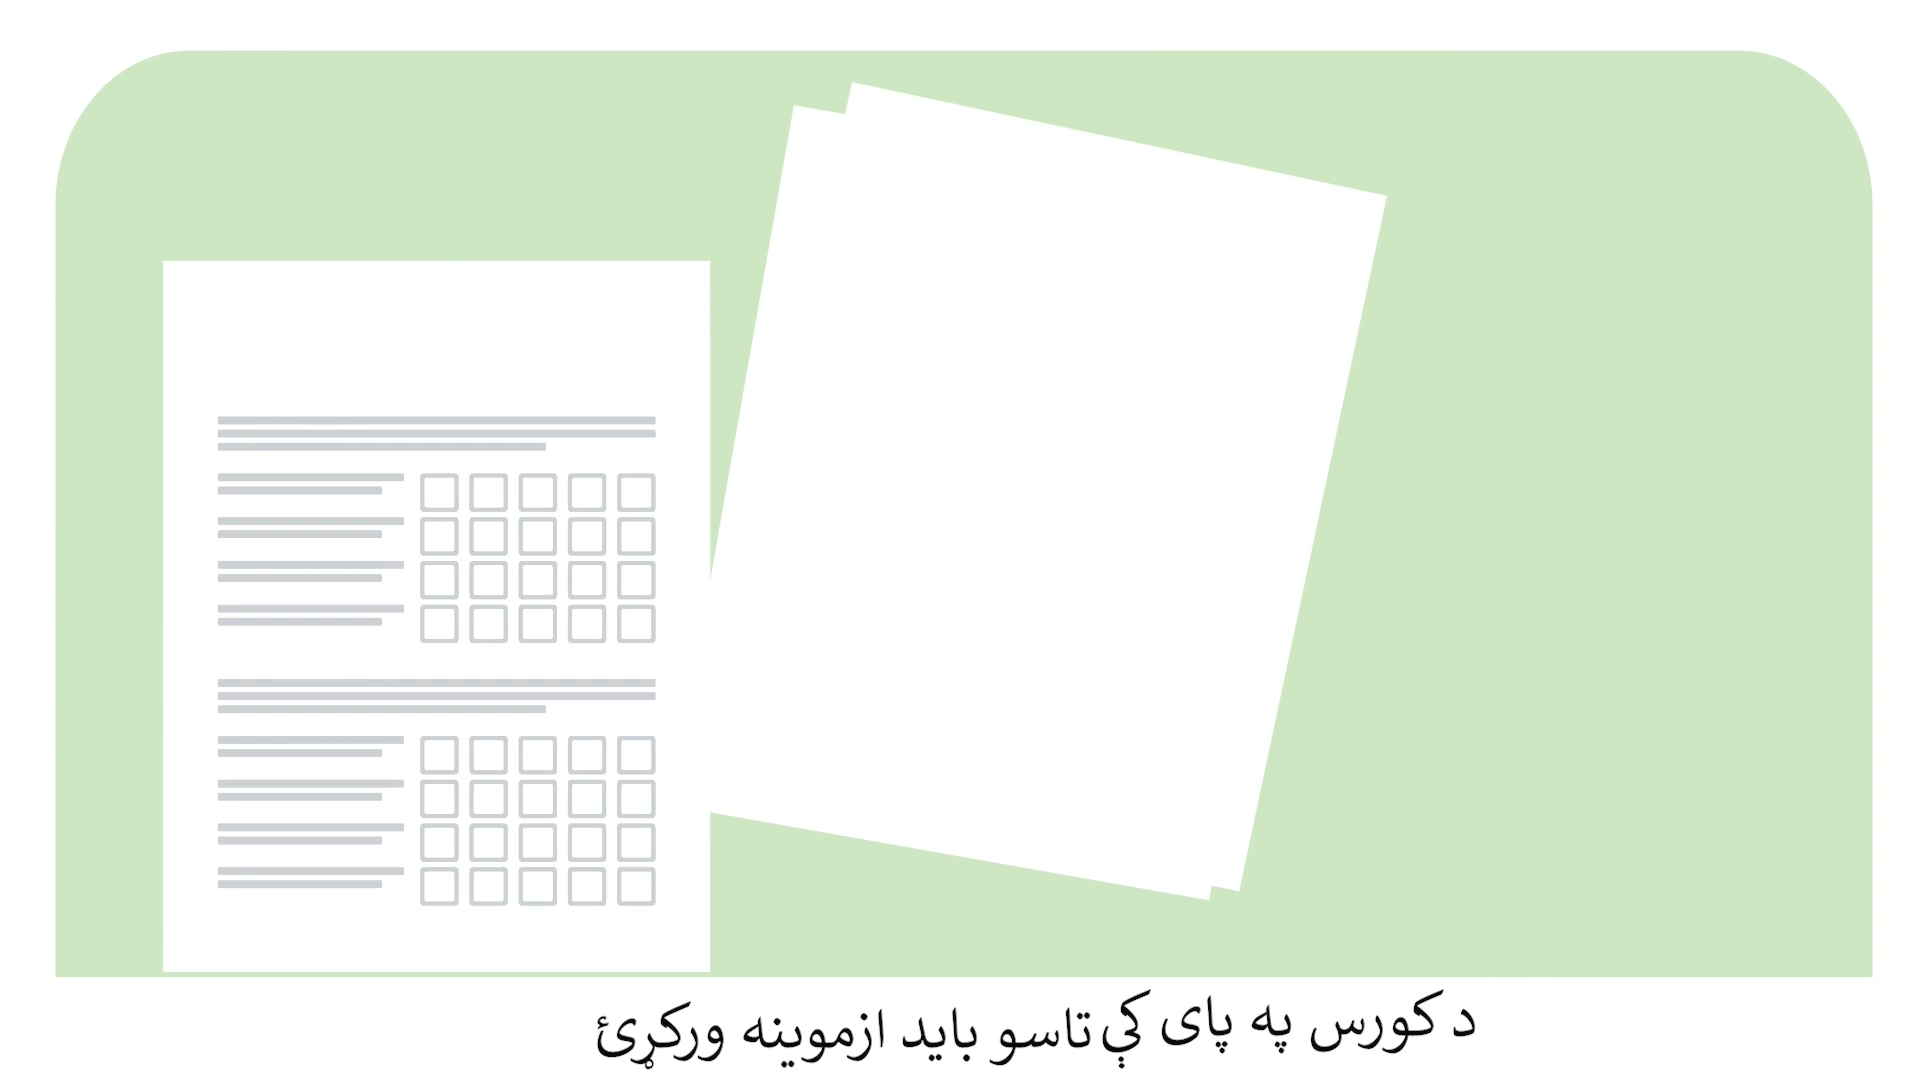 د کورس په پای کې تاسو باید ازموینه ورکړئ